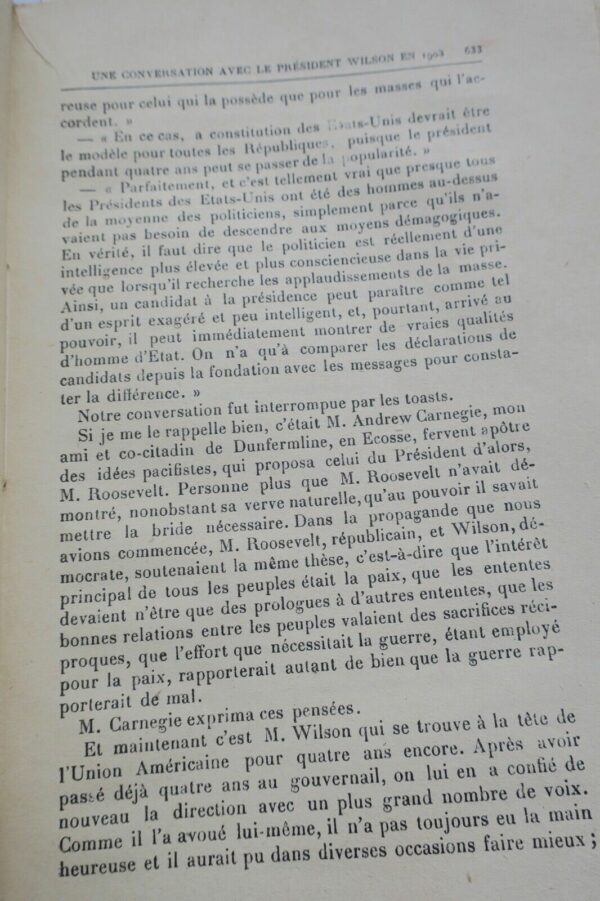 UNE CONVERSATION AVEC LE PRÉSIDENT WILSON EN 1903 633
reuse pour celui qui la possède que pour les masses qui l'ac-
cordent. »
— « En ce cas, a constitution des Etats-Unis devrait être
le modèle pour toutes les Républiques, puisque le président
pendant quatre ans peut se passer de la popularité. »
— « Parfaitement, et c'est tellement vrai que presque tous
les Présidents des Etats-Unis ont été des hommes au-dessus
de la moyenne des politiciens, simplement parce qu'ils n'a-
vaient pas besoin de descendre aux moyens démagogiques.
En vérité, il faut dire que le politicien est réellement d'une
intelligence plus élevée et plus consciencieuse dans la vie pri-
vée que lorsqu'il recherche les applaudissements de la masse.
Ainsi, un candidat à la présidence peut paraître comme tel
d'un esprit exagéré et peu intelligent, et, pourtant, arrivé au
pouvoir, il peut immédiatement montrer de vraies qualités
d'homme d'Etat. On n'a qu'à comparer les déclarations de
candidats depuis la fondation avec les messages pour consta-
ter la différence. »
Notre conversation fut interrompue par les toasts.
Si je me le rappelle bien, c'était M. Andrew Carnegie, mon
ami et co-citadin de Dunfermline, en Ecosse, fervent apôtre
des idées pacifistes, qui proposa celui du Président d'alors,
M. Roosevelt. Personne plus que M. Roosevelt n'avait dé-
montré, nonobstant sa verve naturelle, qu'au pouvoir il savait
mettre la bride nécessaire. Dans la propagande que nous
avions commencée, M. Roosevelt, républicain, et Wilson, dé-
mocrate, soutenaient la même thèse, c'est-à-dire que l'intérêt
principal de tous les peuples était la paix, que les ententes
devaient n'être que des prologues à d'autres ententes, que les
bonnes relations entre les peuples valaient des sacrifices réci-
proques, que l'effort que nécessitait la guerre, étant employé
pour la paix, rapporterait autant de bien que la guerre rap-
porterait de mal.
M. Carnegie exprima ces pensées.
Et maintenant c'est M. Wilson qui se trouve à la tête de
l'Union Américaine pour quatre ans encore. Après avoir
passé déjà quatre ans au gouvernail, on lui en a confié de
nouveau la direction avec un plus grand nombre de voix.
Comme il l'a avoué lui-même, il n'a pas toujours eu la main
heureuse et il aurait pu dans diverses occasions faire mieux ;